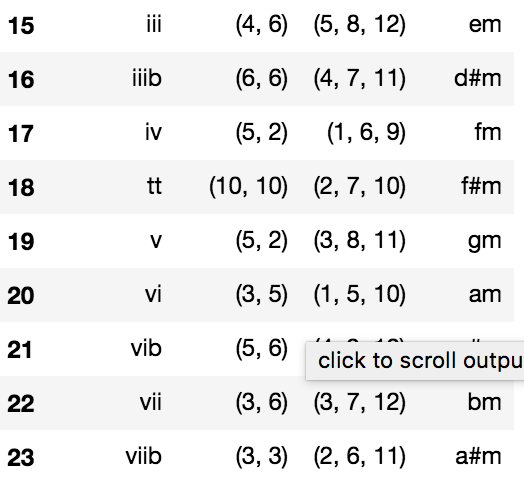 15 iii (4, 6) (5, 8, 12) em
16 iiib (6, 6) (4, 7, 11) d#m
17 iv (5, 2) (1, 6, 9) fm
18 tt (10, 10) (2, 7, 10) f#m
19 v (5, 2) (3, 8, 11) gm
20 vi (3, 5) (1, 5, 10) am
21 vib (5, 6)
click to scroll outpu
22 vii (3, 6) (3, 7, 12) bm
23 viib (3, 3) (2, 6, 11) a#m